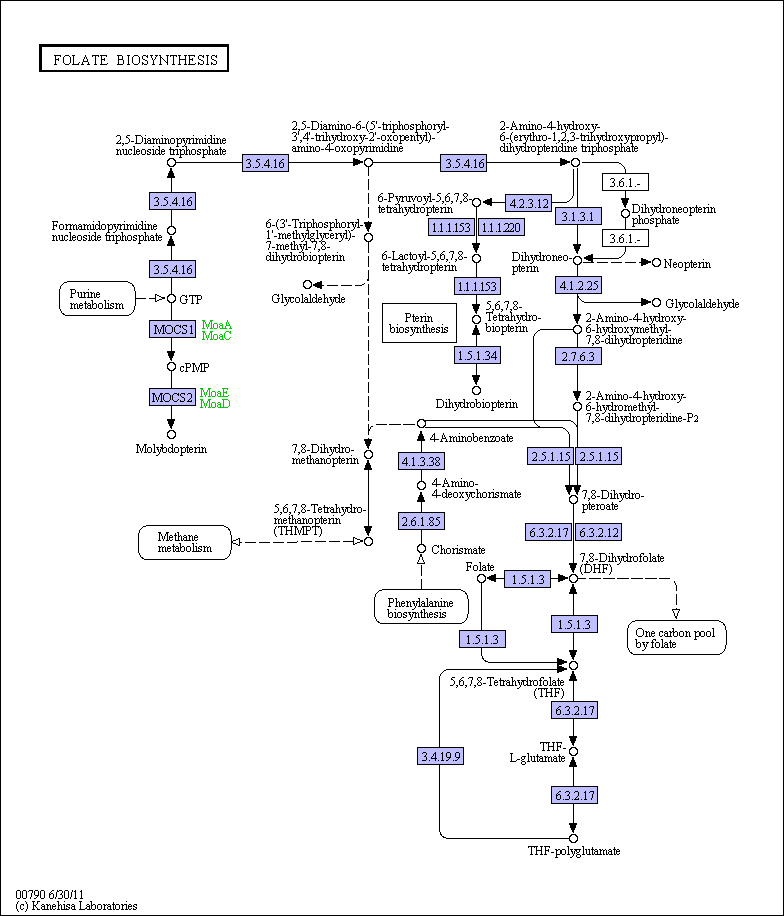 FOLATE BIOSYNTHESIS
2,5-Diaminopyrimidine
nucleoside triphosphate
2,5-Diamino-6-(5'-triphosphoryl-
3',4'-trihydroxy-2'-oxopentyl)-
amino-4-oxopyrimidine
2-Amino-4-hydroxy-
6-(erythro-1,2,3-trihydroxypropyl)-
dihydropteridine triphosphate
3.5.4.16
3.5.4.16
3.6.1.-
3.5.4.16
6-Pyruvoyl-5,6,7,8-
tetrahydropterin
4.2.3.12
3.1.3.1
Dihydroneopterin
phosphate
Formamidopyrimidine
nucleoside triphosphate
6-(3'-Triphosphoryl-
1'-methylglyceryl)-
7-methyl-7,8-
dihydrobiopterin
1.1.1.153
1.1.1.220
3.6.1.-
3.5.4.16
6-Lactoyl-5,6,7,8-
tetrahydropterin
Dihydroneo-
pterin
Neopterin
Purine
metabolism
GTP
Glycolaldehyde
1.1.1.153
4.1.2.25
Glycolaldehyde
MOCS1
MoaA
MoaC
Pterin
biosynthesis
5,6,7,8-
Tetrahydro-
biopterin
2-Amino-4-hydroxy-
6-hydroxymethyl-
7,8-dihydropteridine
cPMP
1.5.1.34
2.7.6.3
MOCS2
MoaE
MoaD
Dihydrobiopterin
2-Amino-4-hydroxy-
6-hydromethyl-
7,8-dihydropteridine-P2
Molybdopterin
7,8-Dihydro-
methanopterin
4-Aminobenzoate
4.1.3.38
2.5.1.15
2.5.1.15
4-Amino-
4-deoxychorismate
7,8-Dihydro-
pteroate
5,6,7,8-Tetrahydro-
methanopterin
(THMPT)
2.6.1.85
6.3.2.17
6.3.2.12
Methane
metabolism
Chorismate
7,8-Dihydrofolate
(DHF)
Folate
1.5.1.3
Phenylalanine
biosynthesis
1.5.1.3
1.5.1.3
One carbon pool
by folate
5,6,7,8-Tetrahydrofolate
(THF)
6.3.2.17
3.4.19.9
THF-
L-glutamate
6.3.2.17
THF-polyglutamate
00790 6/30/11
(c) Kanehisa Laboratories